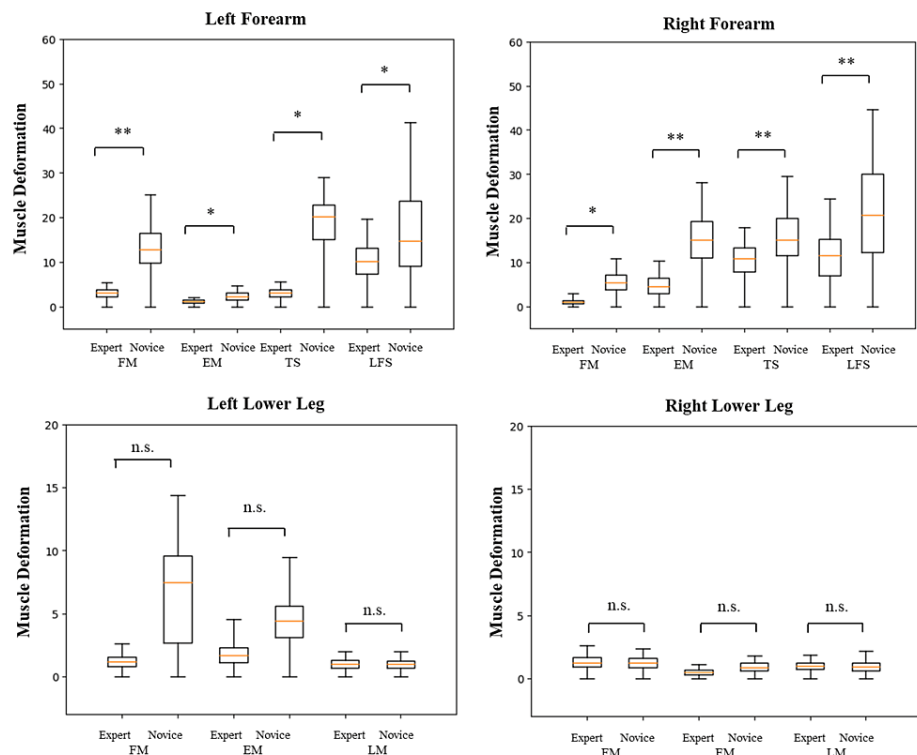 Left Forearm
Muscle Deformation
60
50
40
30
20
10
0
**
*
*
*
Expert Novice Expert Novice Expert Novice Expert Novice
FM EM TS LFS
Right Forearm
Muscle Deformation
60
50
40
30
20
10
0
*
**
**
**
Expert Novice Expert Novice Expert Novice Expert Novice
FM EM TS LFS
Left Lower Leg
Muscle Deformation
20
15
10
5
0
n.s.
n.s.
n.s.
Expert Novice Expert Novice Expert Novice
FM EM LM
Right Lower Leg
Muscle Deformation
20
15
10
5
0
n.s.
n.s.
n.s.
Expert Novice Expert Novice Expert Novice
FM EM LM